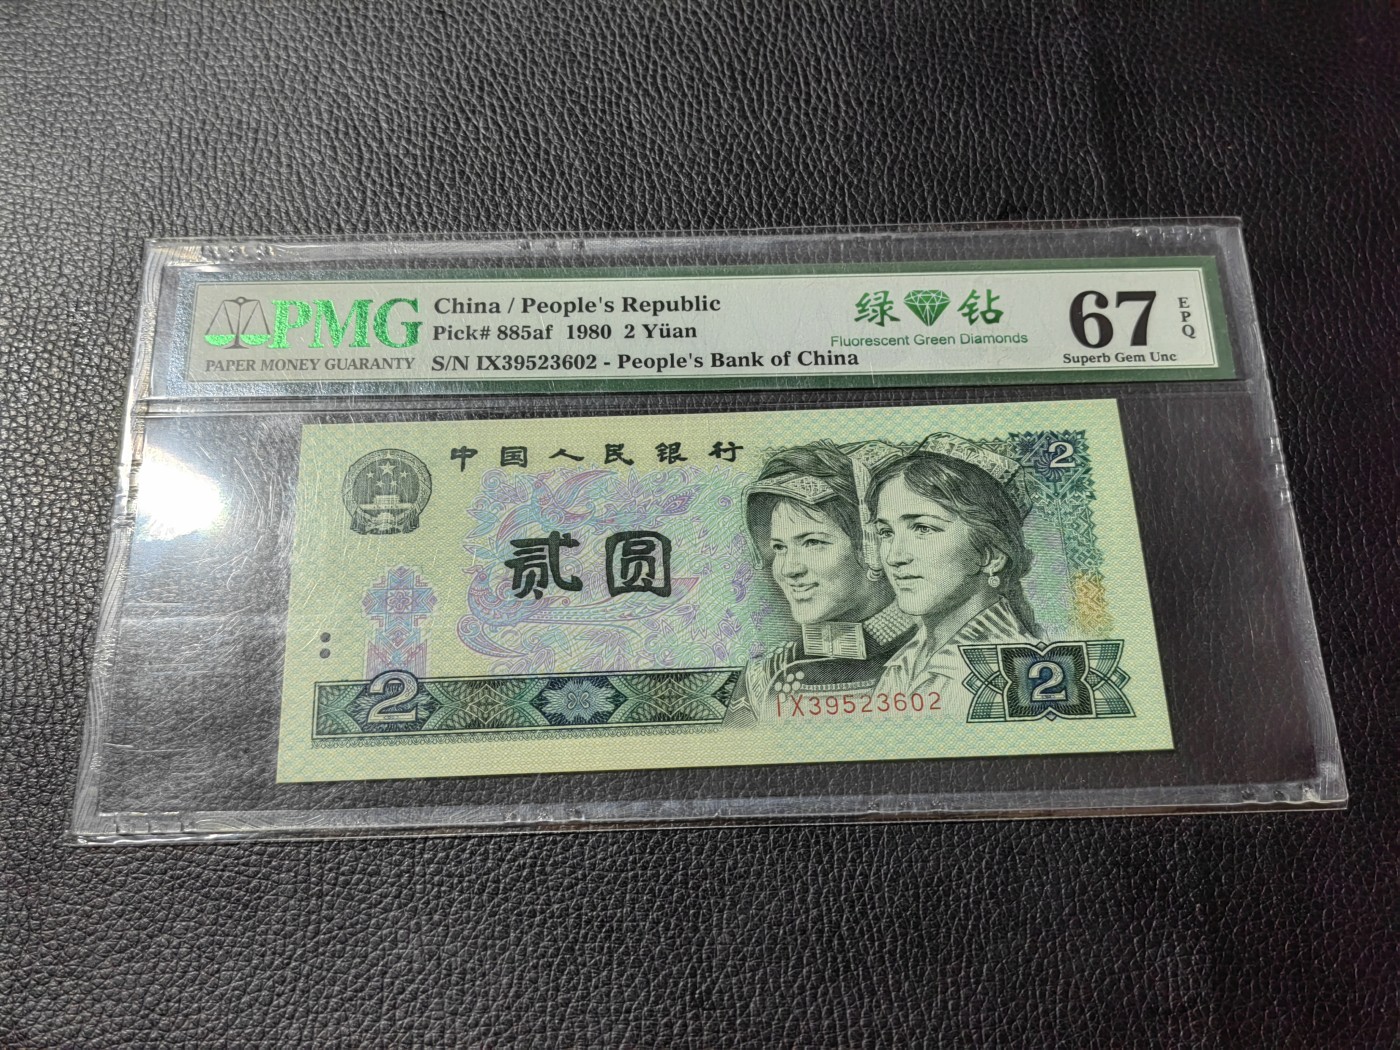 PMG
PAPER MONEY GUARANTY
China / People's Republic
Pick# 885af 1980 2 Yüan
S/N IX39523602 - People's Bank of China
绿 钻
Fluorescent Green Diamonds
67
EPQ
Superb Gem Unc
中国人民银行
2
贰圆
2
IX39523602
2